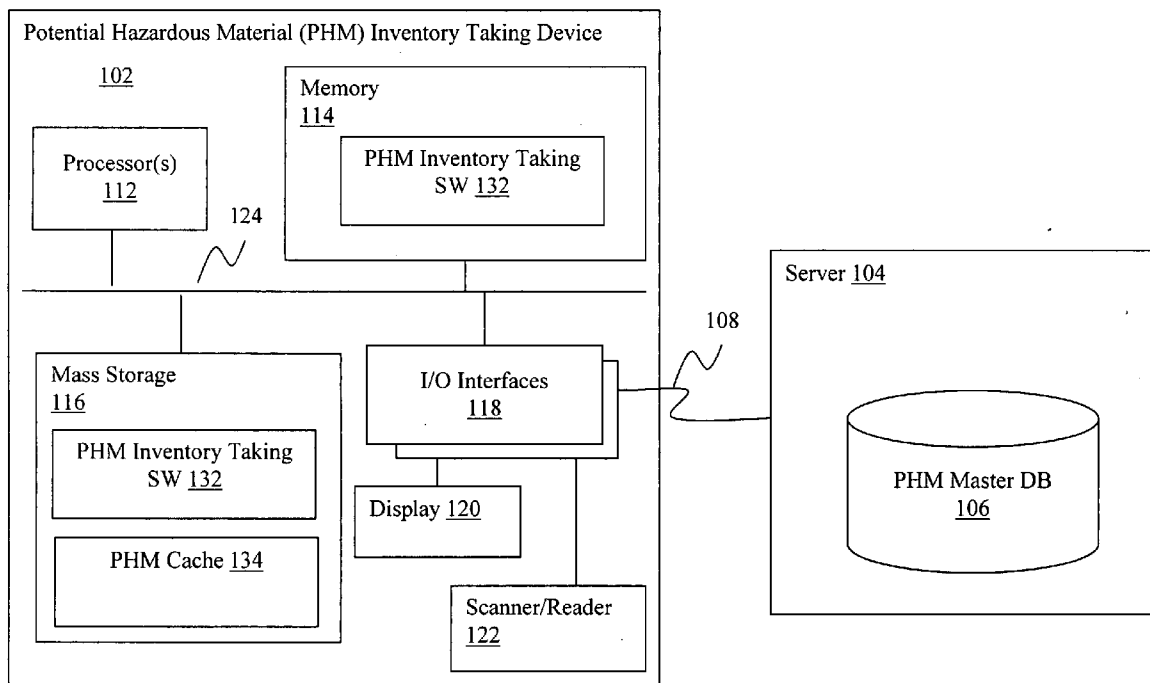 Potential Hazardous Material (PHM) Inventory Taking Device
102
Memory
114
PHM Inventory Taking
SW 132
Processor(s)
112
124
Server 104
108
Mass Storage
116
I/O Interfaces
118
PHM Inventory Taking
SW 132
PHM Master DB
106
Display 120
PHM Cache 134
Scanner/Reader
122